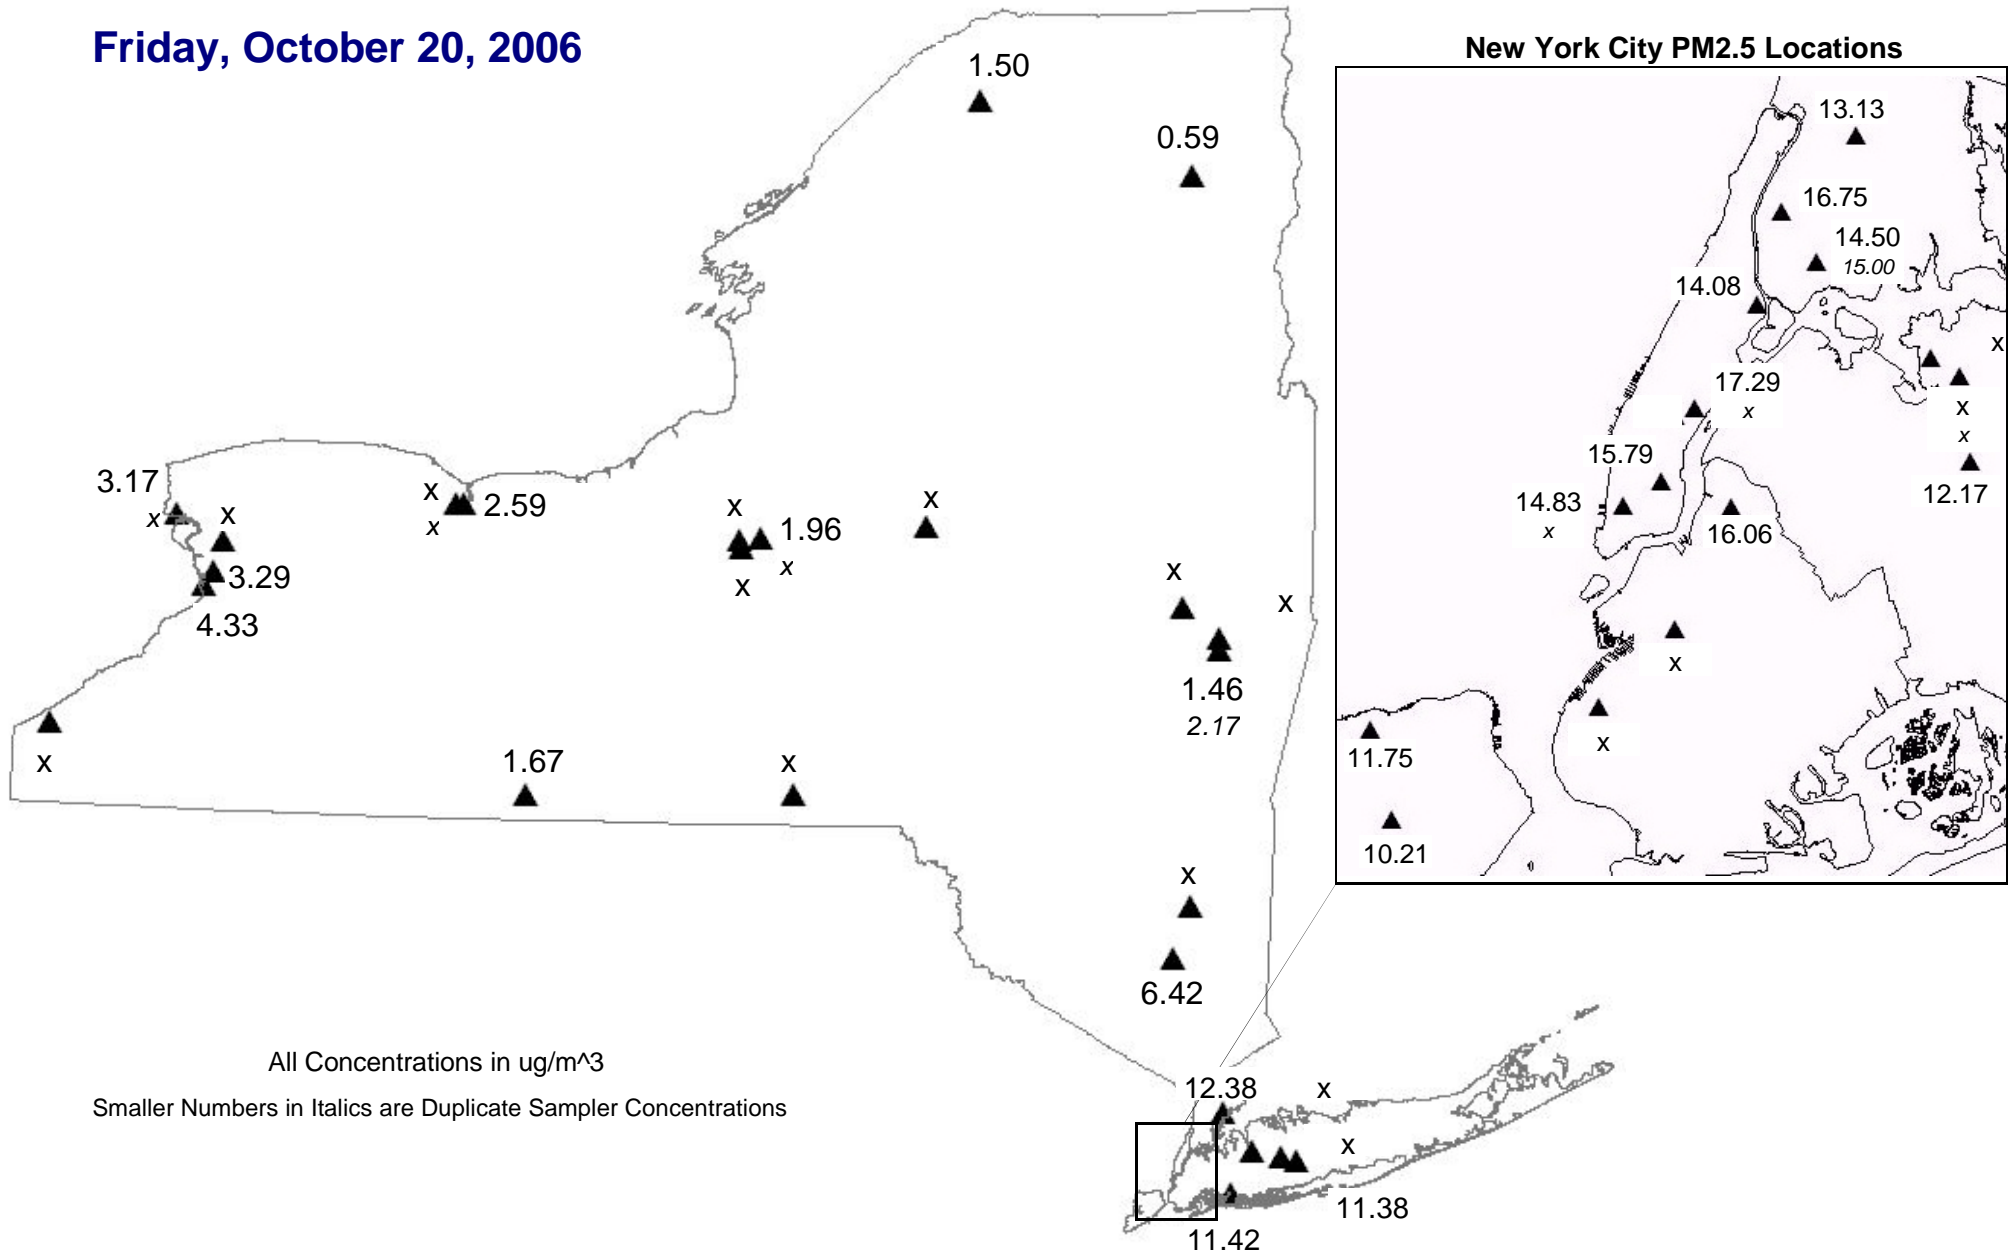 Friday, October 20, 2006
New York City PM2.5 Locations
1.50
0.59
3.17
x
x
x
x
2.59
3.29
4.33
x
1.96
x
x
x
x
x
1.46
2.17
x
1.67
x
x
6.42
12.38
x
x
11.38
11.42
13.13
16.75
14.50
15.00
14.08
x
17.29
x
x
x
15.79
14.83
x
16.06
12.17
x
x
11.75
10.21
All Concentrations in ug/m^3
Smaller Numbers in Italics are Duplicate Sampler Concentrations